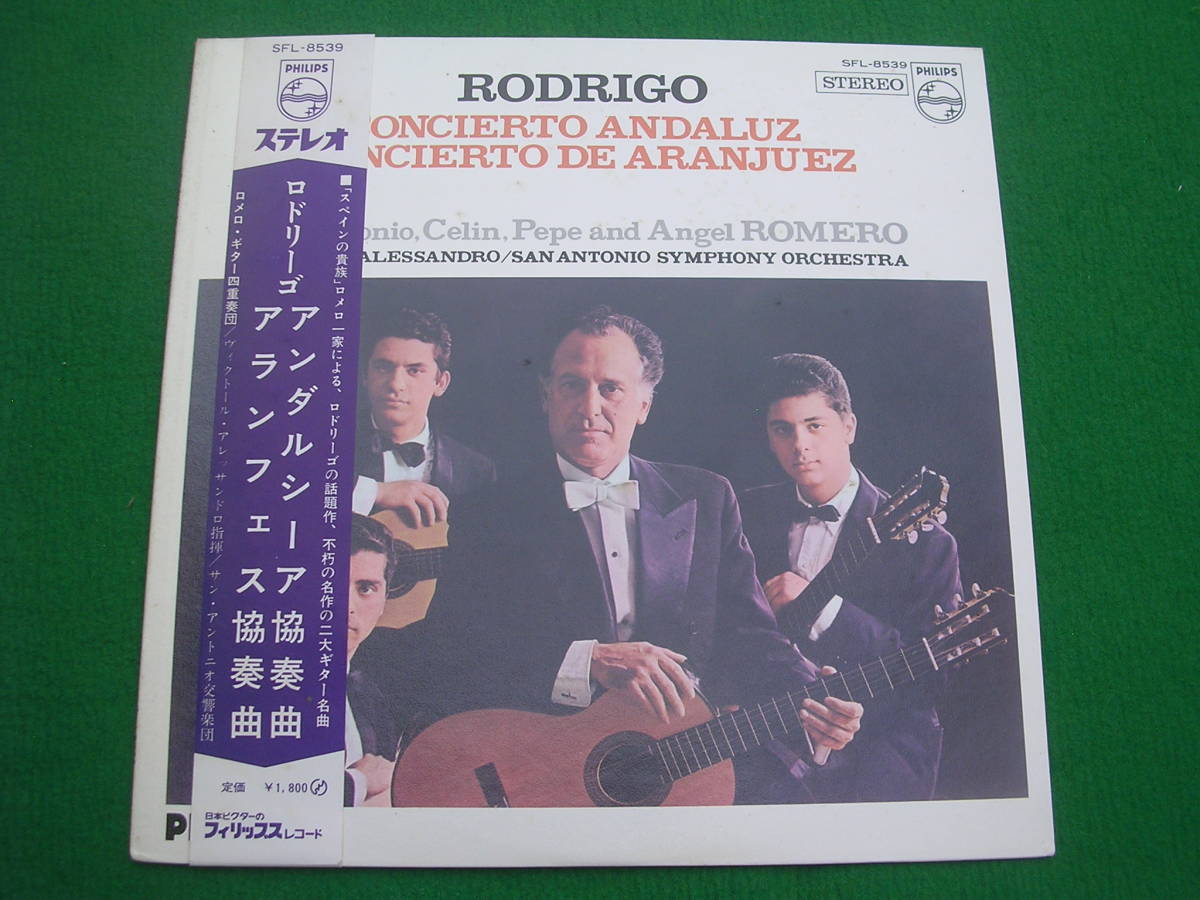 SFL-8539
PHILIPS
ステレオ
■「スペインの貴族」ロメロ一家による、ロドリーゴの話題作、不朽の名作の二大ギター名曲
ロドリーゴ
アンダルシーア協奏曲
アランフェス協奏曲
ロメロ・ギター四重奏団/ヴィクトール・アレッサンドロ指揮/サン・アントニオ交響楽団
定価 ¥1,800
日本ビクターの
フィリップスレコード
SFL-8539
STEREO
PHILIPS
RODRIGO
ONCIERTO ANDALUZ
NCIERTO DE ARANJUEZ
onio, Celin, Pepe and Angel ROMERO
ALESSANDRO/SAN ANTONIO SYMPHONY ORCHESTRA